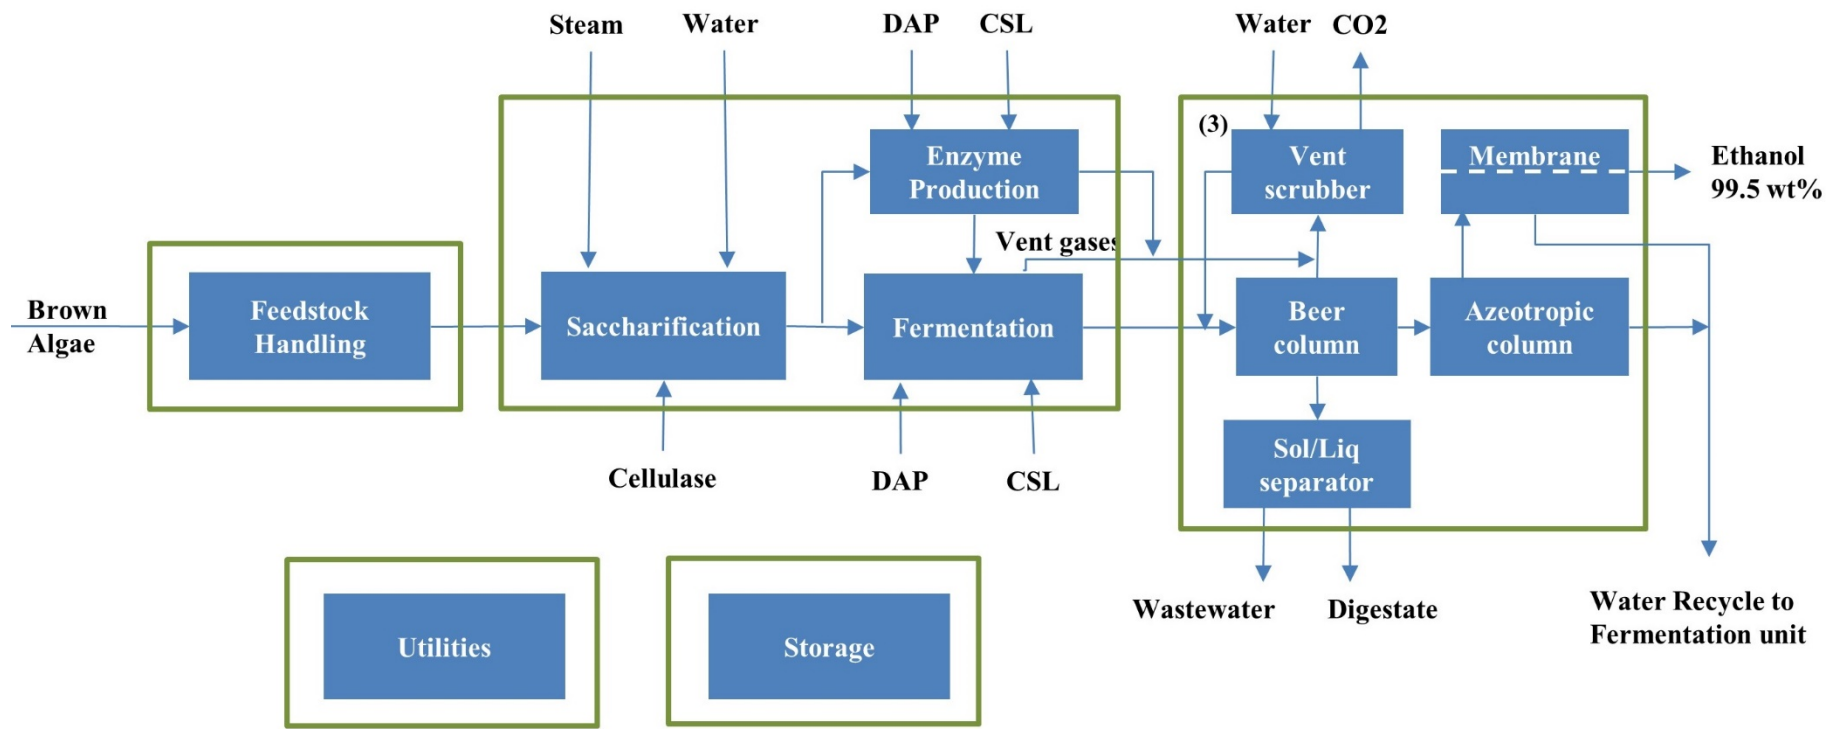 Steam
Water
DAP
CSL
Water
CO2
(3)
Enzyme
Production
Vent
scrubber
Membrane
Ethanol
99.5 wt%
Vent gases
Brown
Algae
Feedstock
Handling
Saccharification
Fermentation
Beer
column
Azeotropic
column
Sol/Liq
separator
Cellulase
DAP
CSL
Wastewater
Digestate
Water Recycle to
Fermentation unit
Utilities
Storage